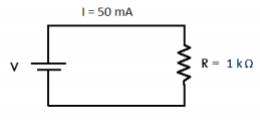 I = 50 mA
V
R = 1 kΩ